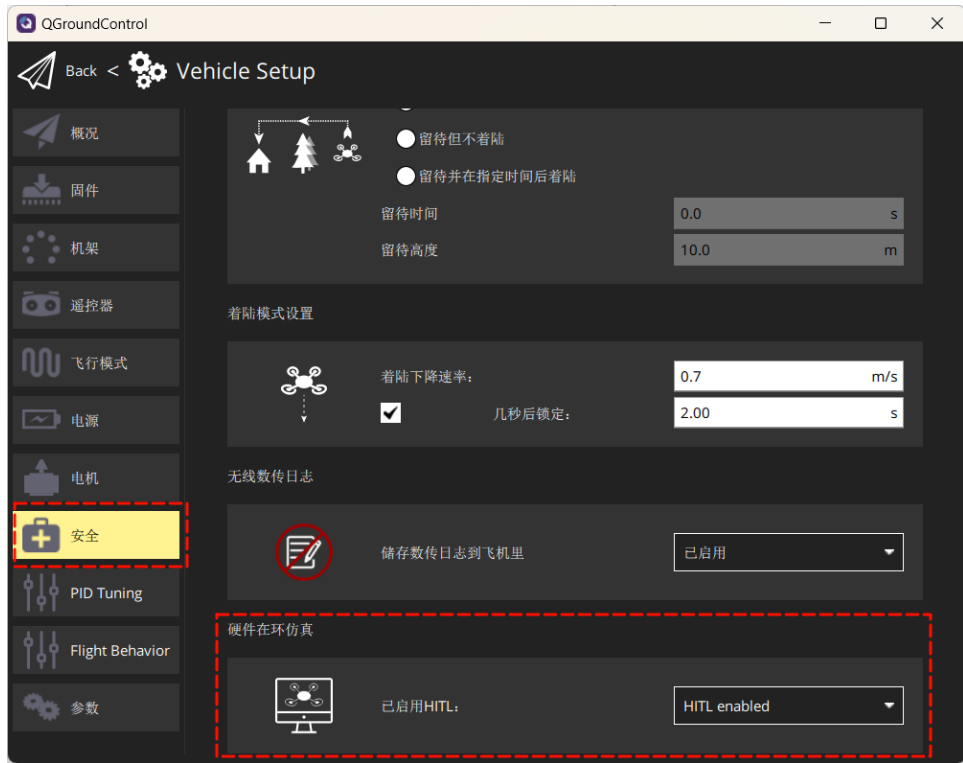 QGroundControl
Back < Vehicle Setup
概况
固件
机架
遥控器
飞行模式
电源
电机
安全
PID Tuning
Flight Behavior
参数
留待但不着陆
留待并在指定时间后着陆
留待时间 0.0 s
留待高度 10.0 m
着陆模式设置
着陆下降速率： 0.7 m/s
几秒后锁定： 2.00 s
无线数传日志
储存数传日志到飞机里 已启用
硬件在环仿真
已启用HITL： HITL enabled